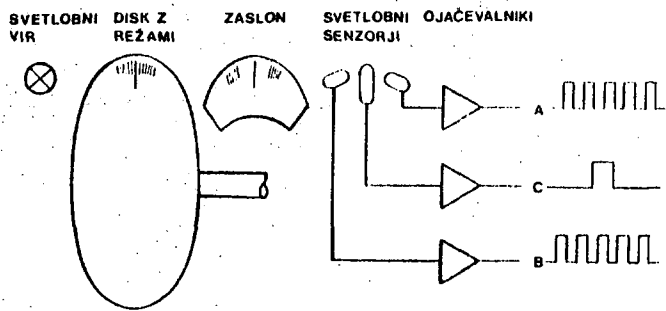 SVETLOBNI VIR
DISK Z REŽAMI
ZASLON
SVETLOBNI SENZORJI
OJAČEVALNIKI
A
C
B